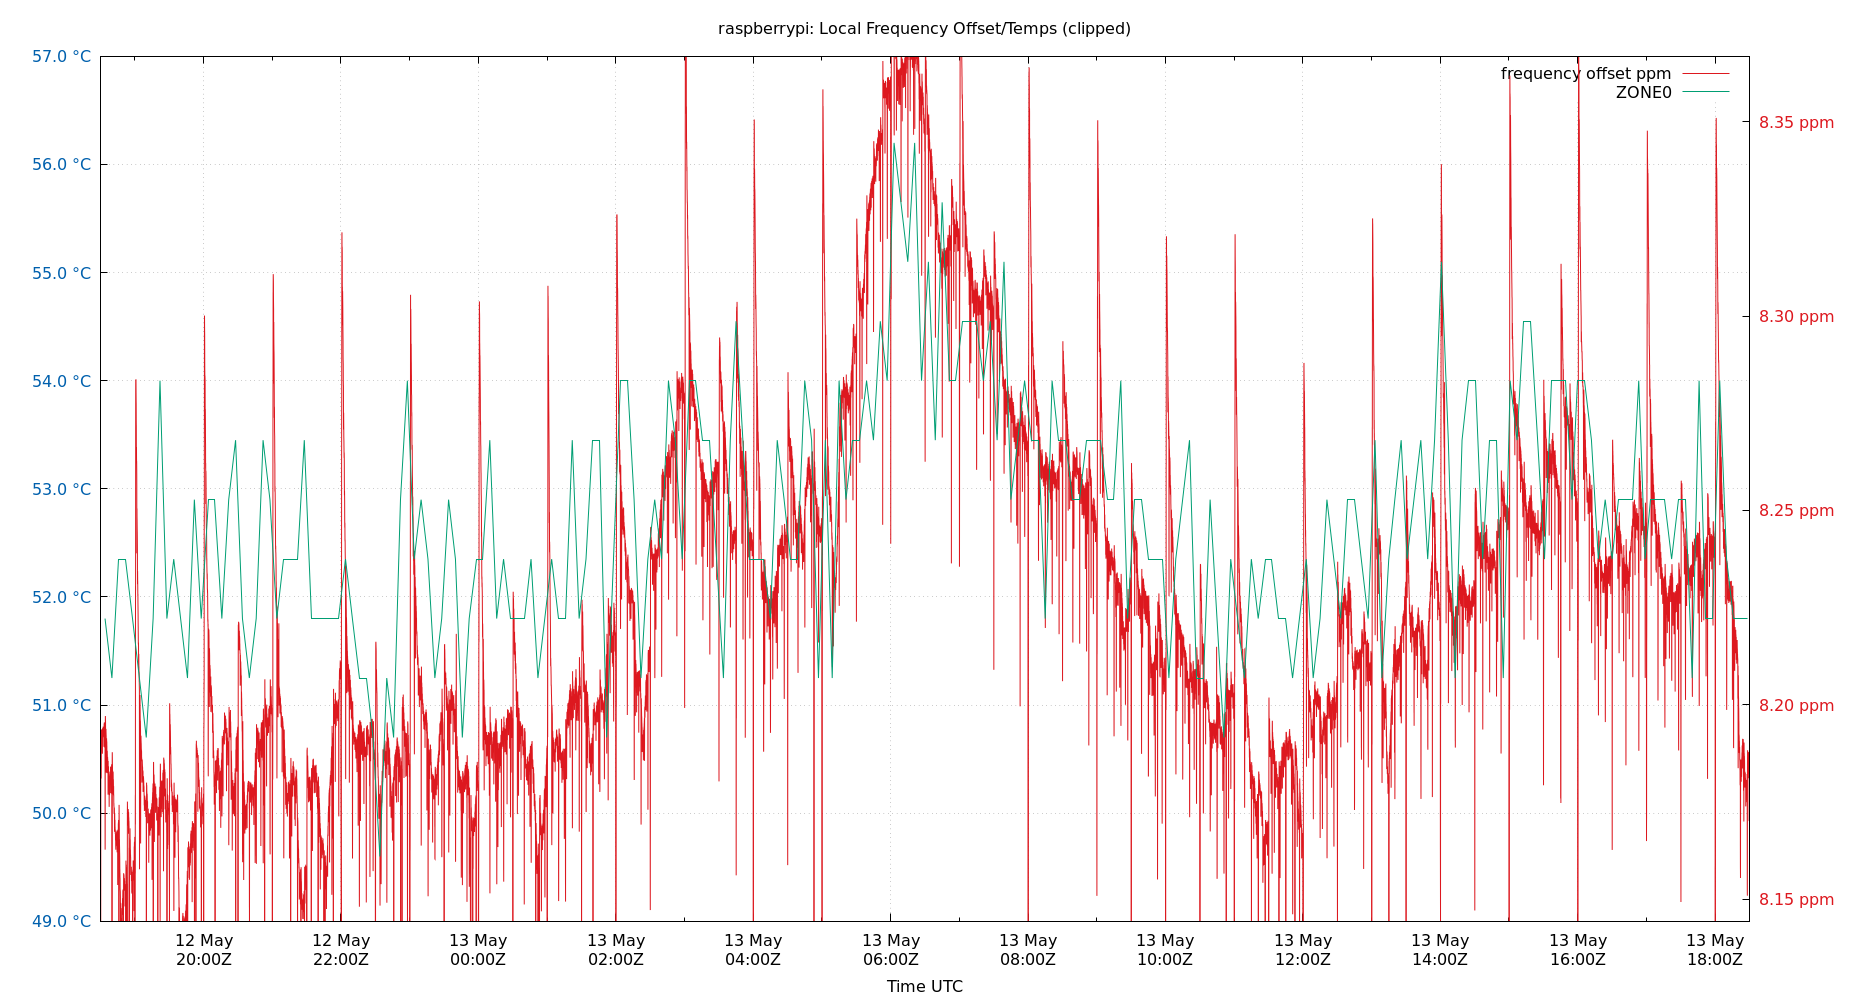 raspberrypi: Local Frequency Offset/Temps (clipped)
57.0 °C
56.0 °C
55.0 °C
54.0 °C
53.0 °C
52.0 °C
51.0 °C
50.0 °C
49.0 °C
frequency offset ppm
ZONE0
8.35 ppm
8.30 ppm
8.25 ppm
8.20 ppm
8.15 ppm
12 May
20:00Z
12 May
22:00Z
13 May
00:00Z
13 May
02:00Z
13 May
04:00Z
13 May
06:00Z
13 May
08:00Z
13 May
10:00Z
13 May
12:00Z
13 May
14:00Z
13 May
16:00Z
13 May
18:00Z
Time UTC